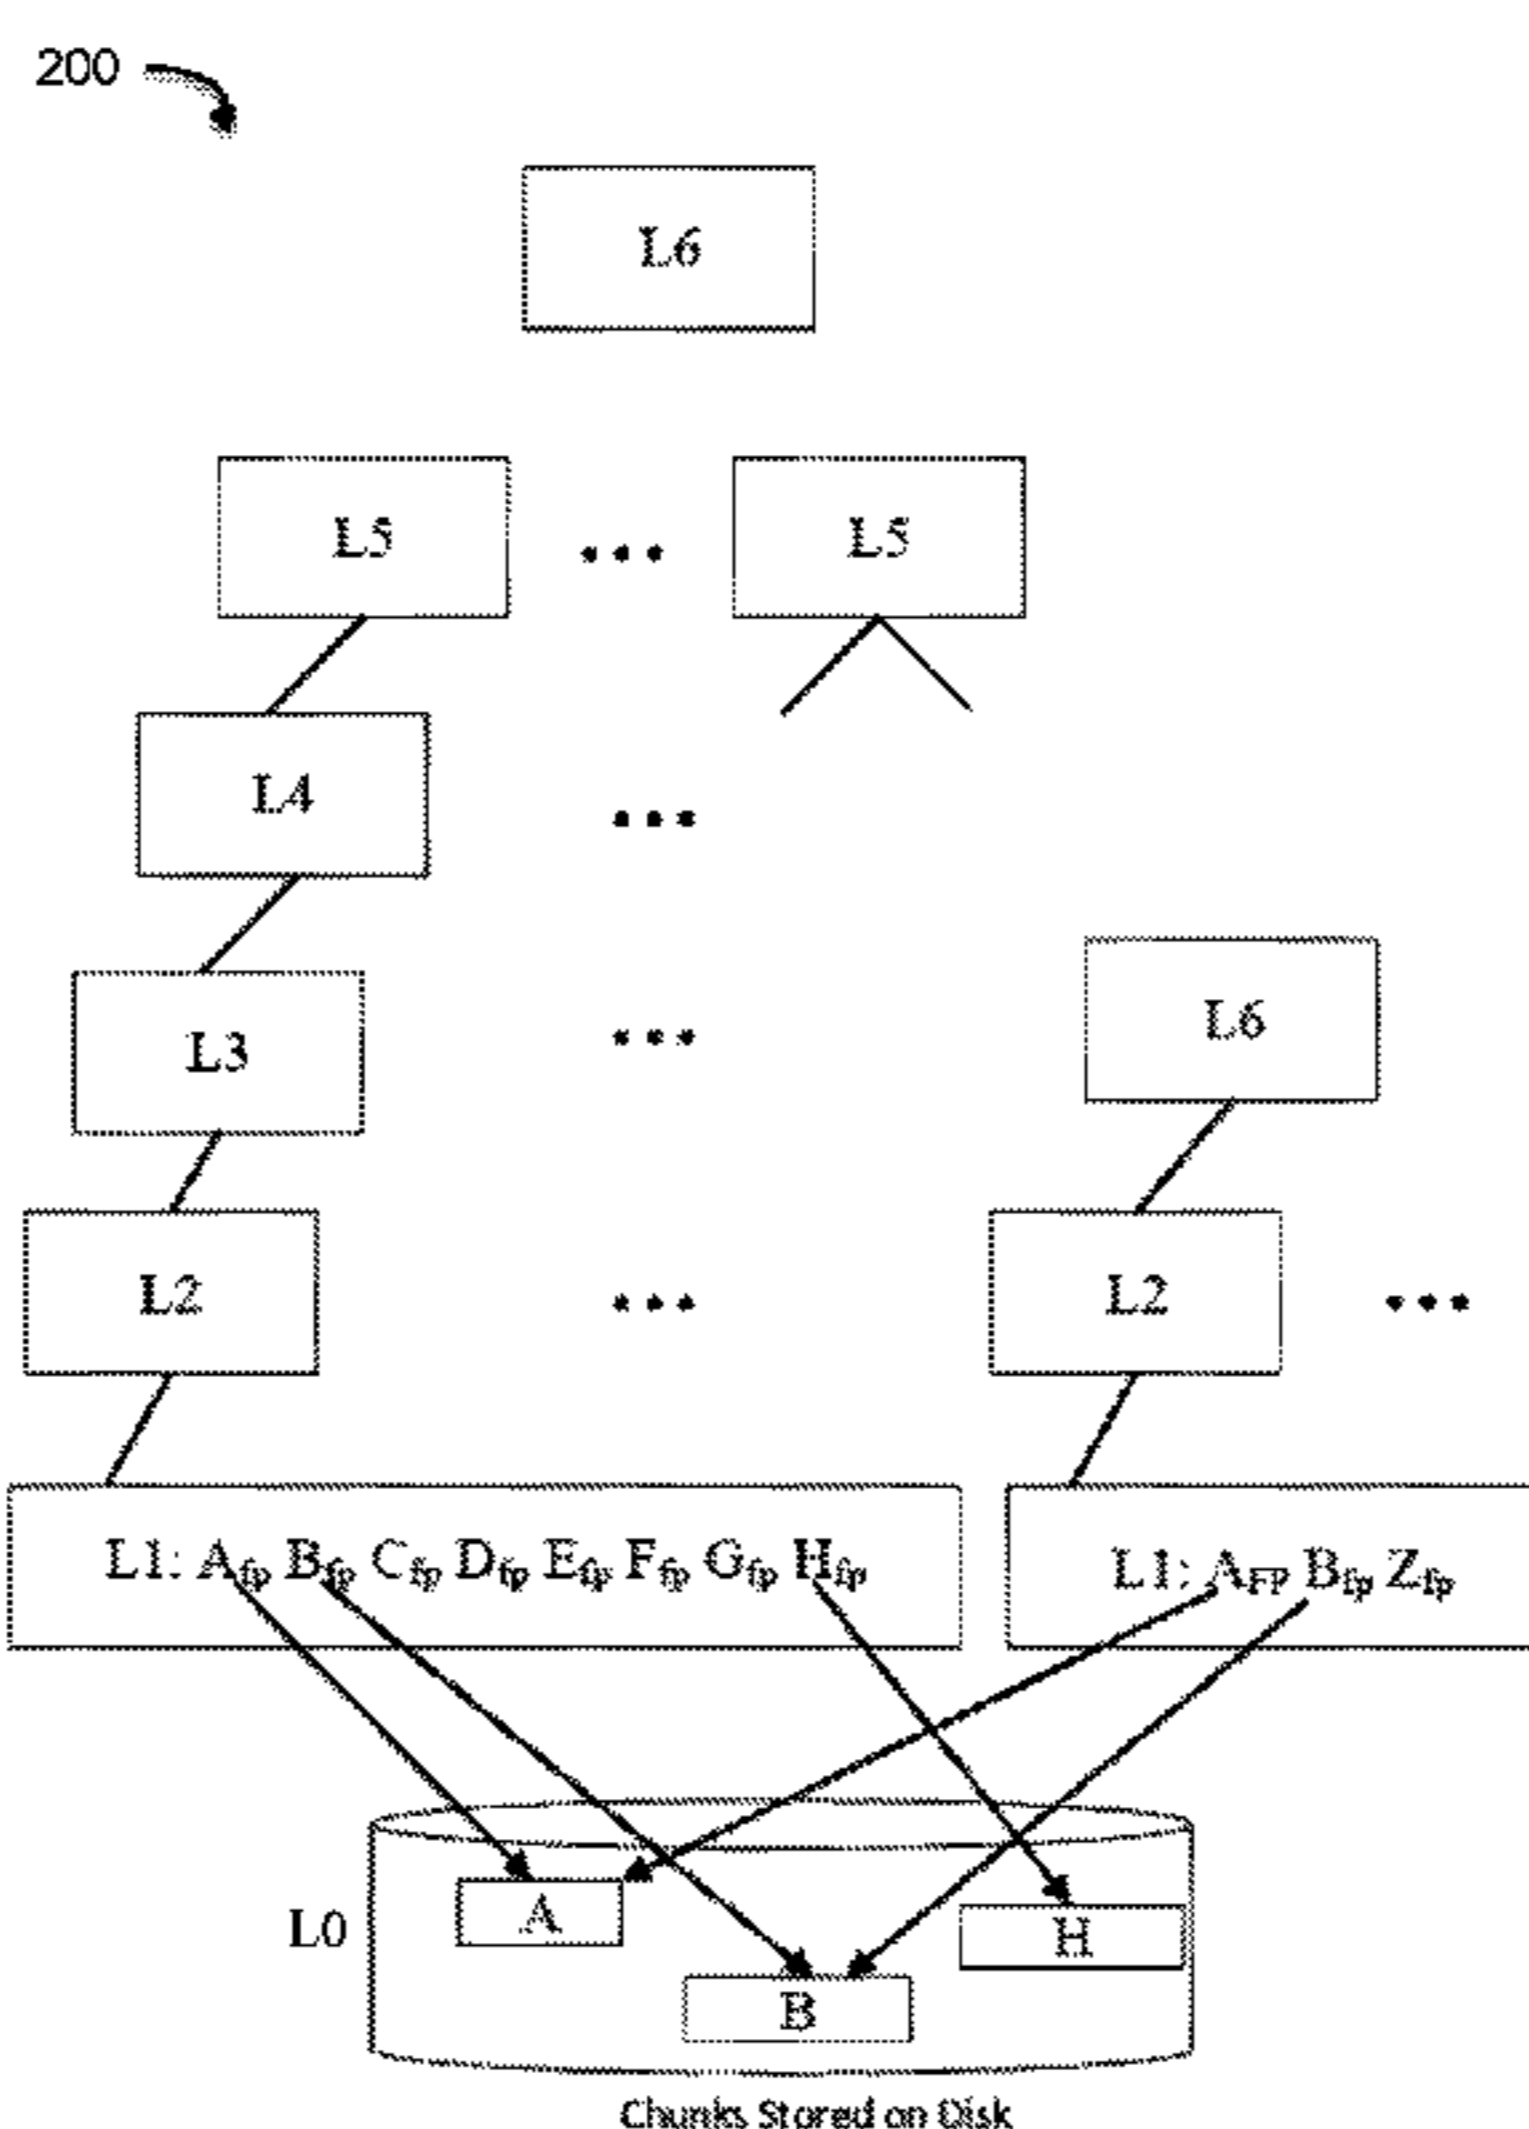 200
L6
L5 ... L5
L4 ...
L3 ... L6
L2 ... L2 ...
L1: Afp Bfp Cfp Dfp Efp Ffp Gfp Hfp L1: AFP Bfp Zfp
L0 A H
B
Chunks Stored on Disk